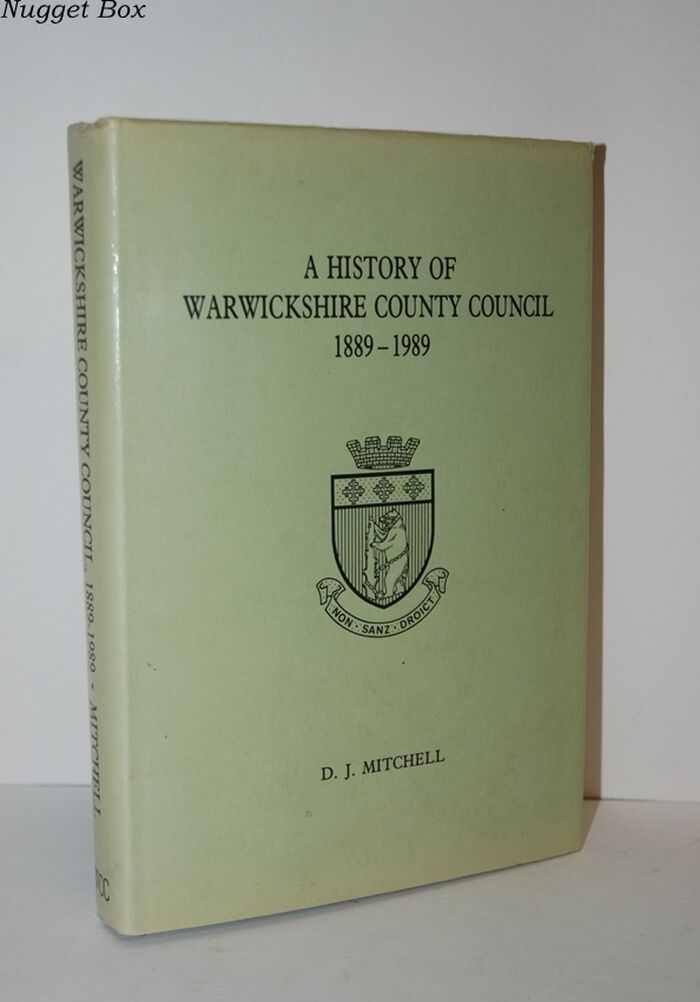 Nugget Box
A HISTORY OF
WARWICKSHIRE COUNTY COUNCIL
1889 – 1989
NON · SANZ · DROICT
D. J. MITCHELL
WARWICKSHIRE COUNTY COUNCIL, 1889-1989 - MITCHELL